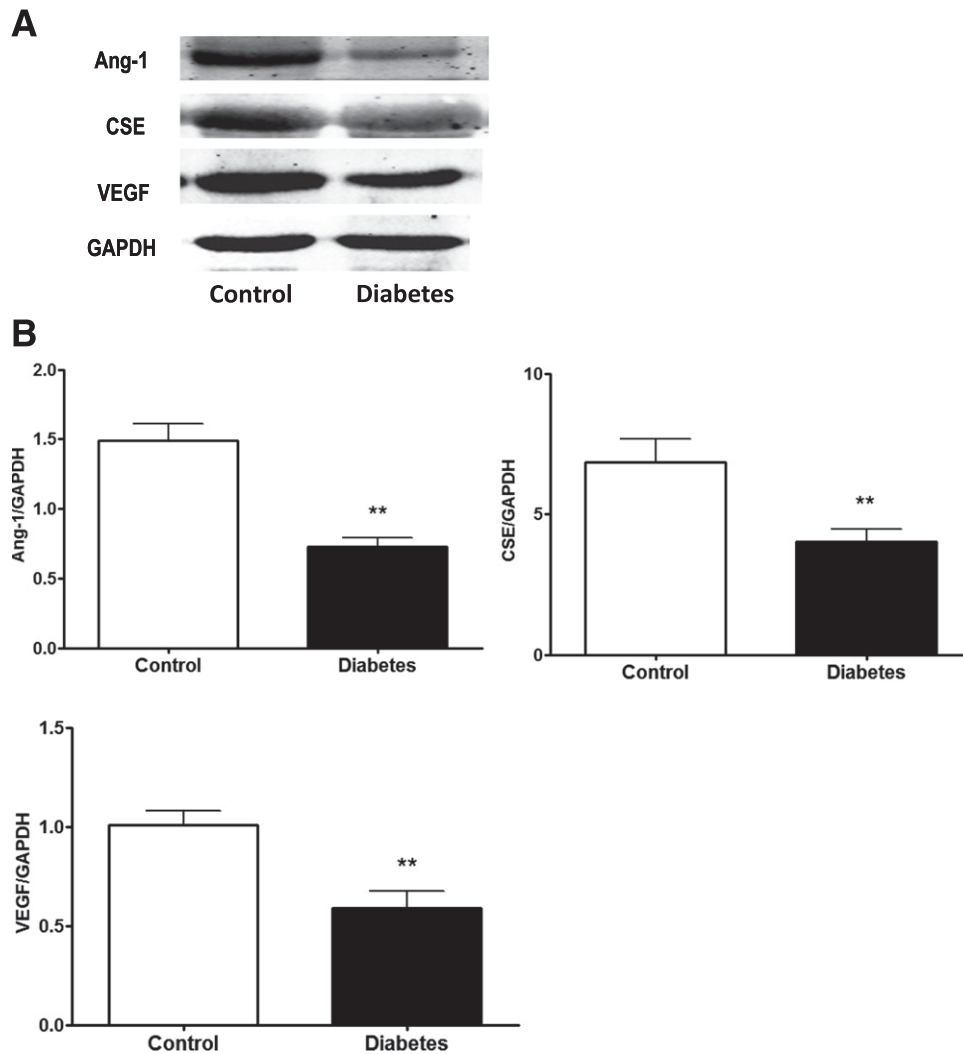 A
Ang-1
CSE
VEGF
GAPDH
Control Diabetes
B
2.0
1.5
1.0
0.5
0.0
Ang-1/GAPDH
**
Control Diabetes
10
5
0
CSE/GAPDH
**
Control Diabetes
1.5
1.0
0.5
0.0
VEGF/GAPDH
**
Control Diabetes